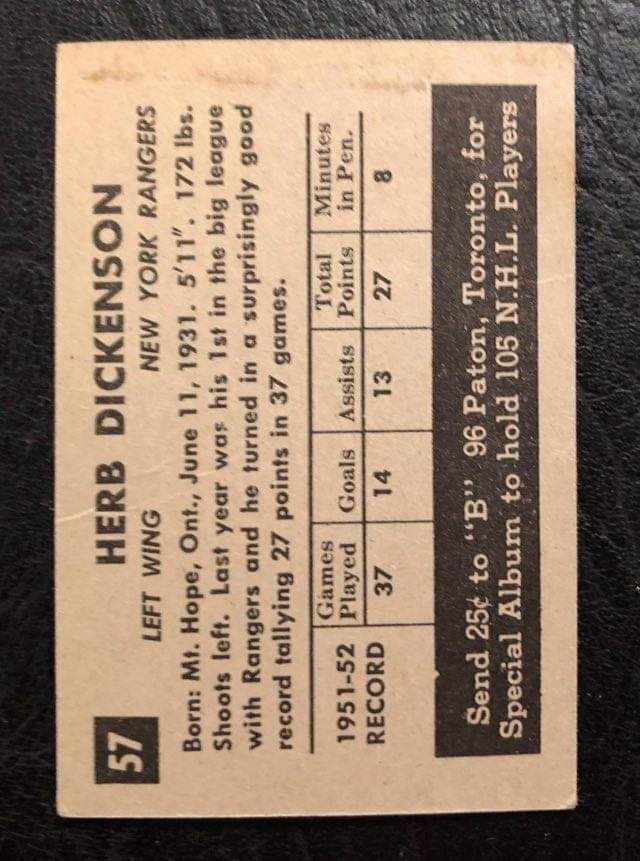 57
HERB DICKENSON
LEFT WING NEW YORK RANGERS
Born: Mt. Hope, Ont., June 11, 1931. 5'11". 172 lbs.
Shoots left. Last year was his 1st in the big league
with Rangers and he turned in a surprisingly good
record tallying 27 points in 37 games.
1951-52 RECORD
Games Played Goals Assists Total Points Minutes in Pen.
37 14 13 27 8
Send 25¢ to "B" 96 Paton, Toronto, for
Special Album to hold 105 N.H.L. Players